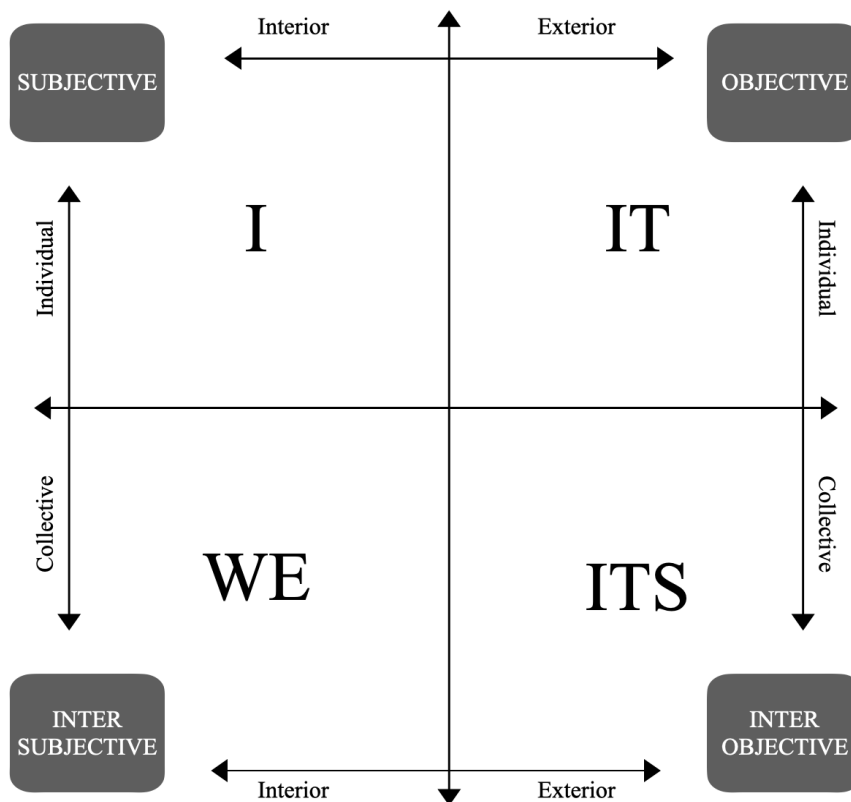 Interior
Exterior
SUBJECTIVE
OBJECTIVE
I
IT
Individual
Individual
Collective
Collective
WE
ITS
INTER
SUBJECTIVE
INTER
OBJECTIVE
Interior
Exterior